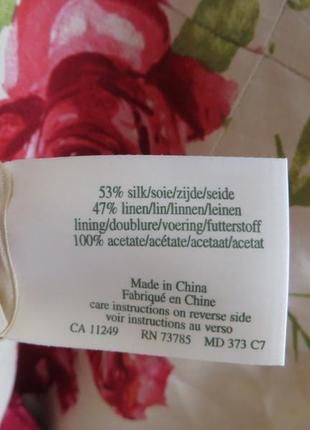 53% silk/soie/zijde/seide
47% linen/lin/linnen/leinen
lining/doublure/voering/futterstoff
100% acetate/acétate/acetaat/acetat
Made in China
Fabriqué en Chine
care instructions on reverse side
voir instructions au verso
CA 11249 RN 73785 MD 373 C7